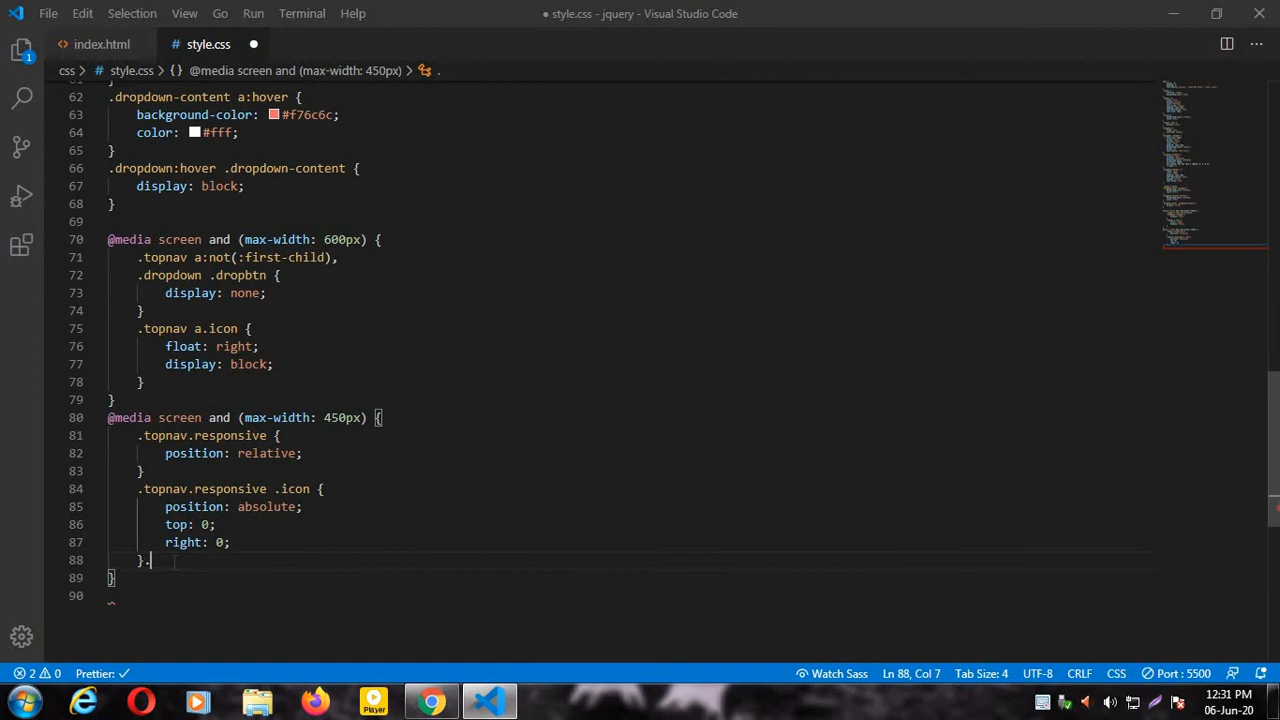 File Edit Selection View Go Run Terminal Help
● style.css - jquery - Visual Studio Code
index.html
# style.css
css > # style.css > {} @media screen and (max-width: 450px) > .
62 .dropdown-content a:hover {
63 background-color: #f76c6c;
64 color: #fff;
65 }
66 .dropdown:hover .dropdown-content {
67 display: block;
68 }
69
70 @media screen and (max-width: 600px) {
71 .topnav a:not(:first-child),
72 .dropdown .dropbtn {
73 display: none;
74 }
75 .topnav a.icon {
76 float: right;
77 display: block;
78 }
79 }
80 @media screen and (max-width: 450px) {
81 .topnav.responsive {
82 position: relative;
83 }
84 .topnav.responsive .icon {
85 position: absolute;
86 top: 0;
87 right: 0;
88 }.
89 }
90
1
2 0
Prettier: ✓
Watch Sass
Ln 88, Col 7
Tab Size: 4
UTF-8
CRLF
CSS
Port : 5500
Player
12:31 PM
06-Jun-20